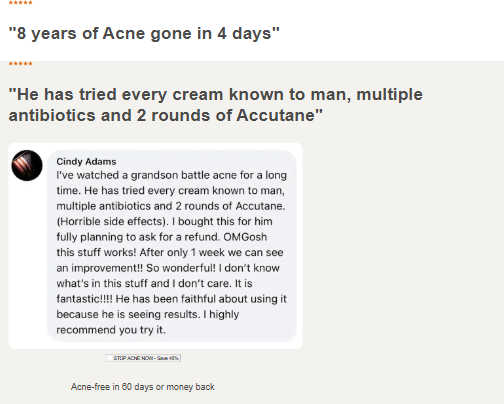 "8 years of Acne gone in 4 days"
"He has tried every cream known to man, multiple
antibiotics and 2 rounds of Accutane"
Cindy Adams
I've watched a grandson battle acne for a long
time. He has tried every cream known to man,
multiple antibiotics and 2 rounds of Accutane.
(Horrible side effects). I bought this for him
fully planning to ask for a refund. OMGosh
this stuff works! After only 1 week we can see
an improvement!! So wonderful! I don't know
what's in this stuff and I don't care. It is
fantastic!!!! He has been faithful about using it
because he is seeing results. I highly
recommend you try it.
STOP ACNE NOW - Save 40%
Acne-free in 60 days or money back